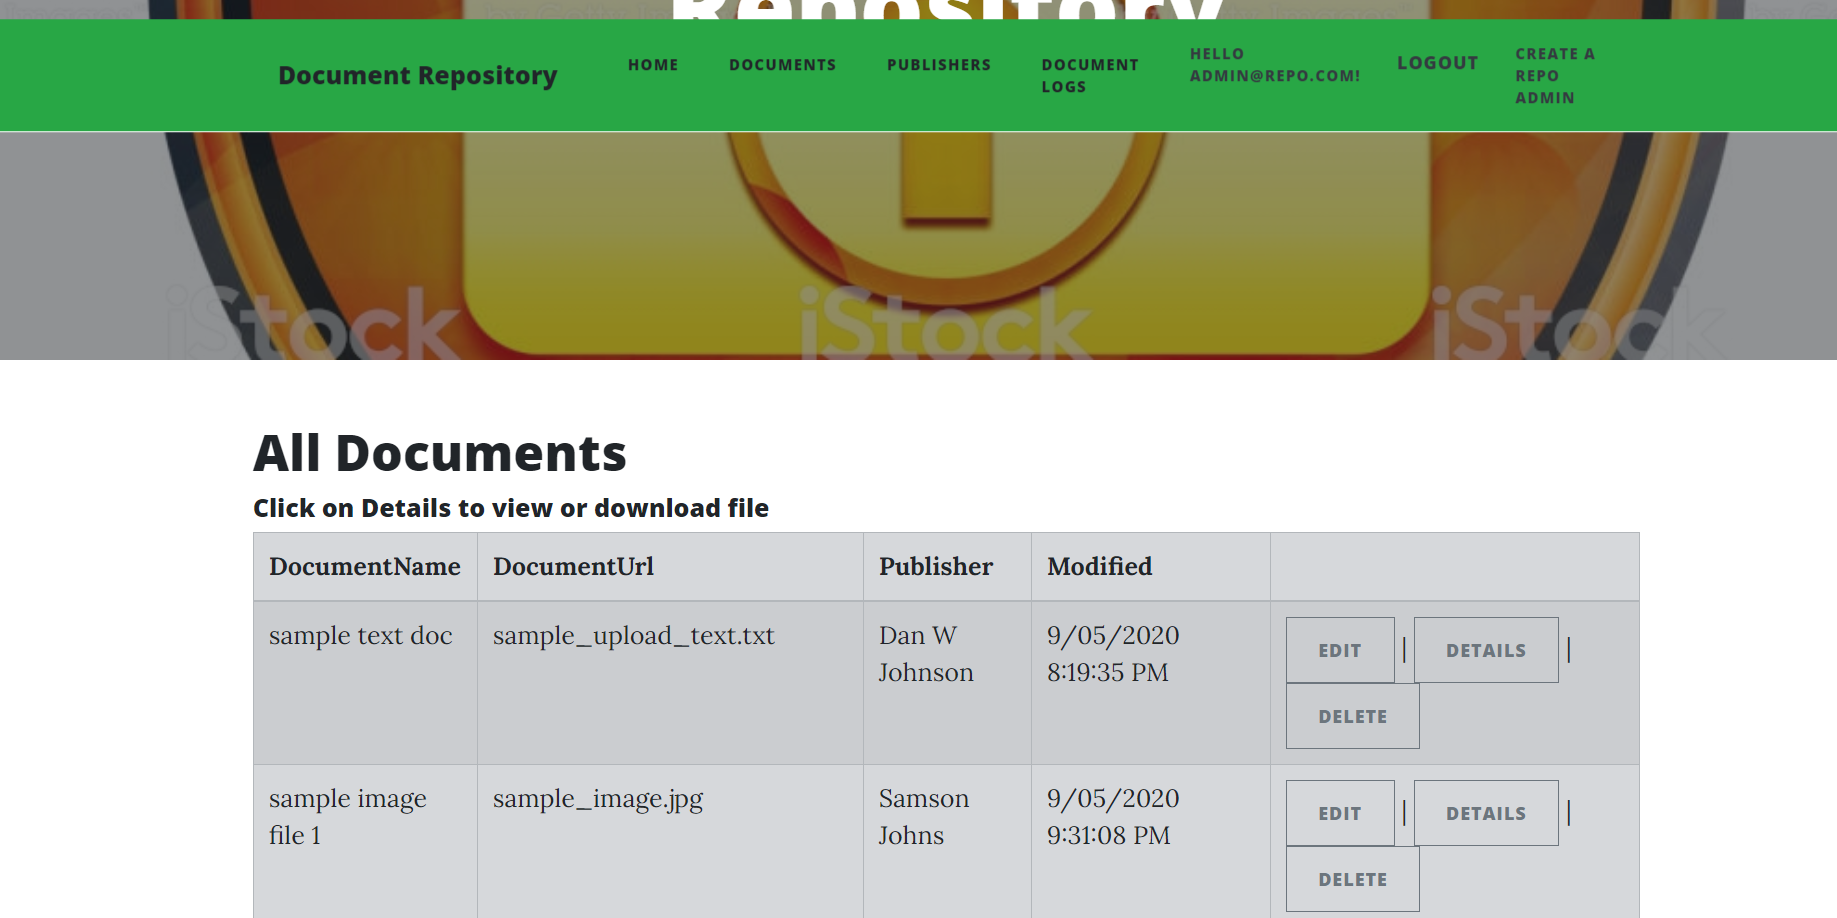 Repository
Document Repository
HOME
DOCUMENTS
PUBLISHERS
DOCUMENT
LOGS
HELLO
ADMIN@REPO.COM!
LOGOUT
CREATE A
REPO
ADMIN
iStock
iStock
iStock
All Documents
Click on Details to view or download file
DocumentName DocumentUrl Publisher Modified
sample text doc sample_upload_text.txt Dan W
Johnson
9/05/2020
8:19:35 PM
EDIT | DETAILS |
DELETE
sample image
file 1
sample_image.jpg Samson
Johns
9/05/2020
9:31:08 PM
EDIT | DETAILS |
DELETE